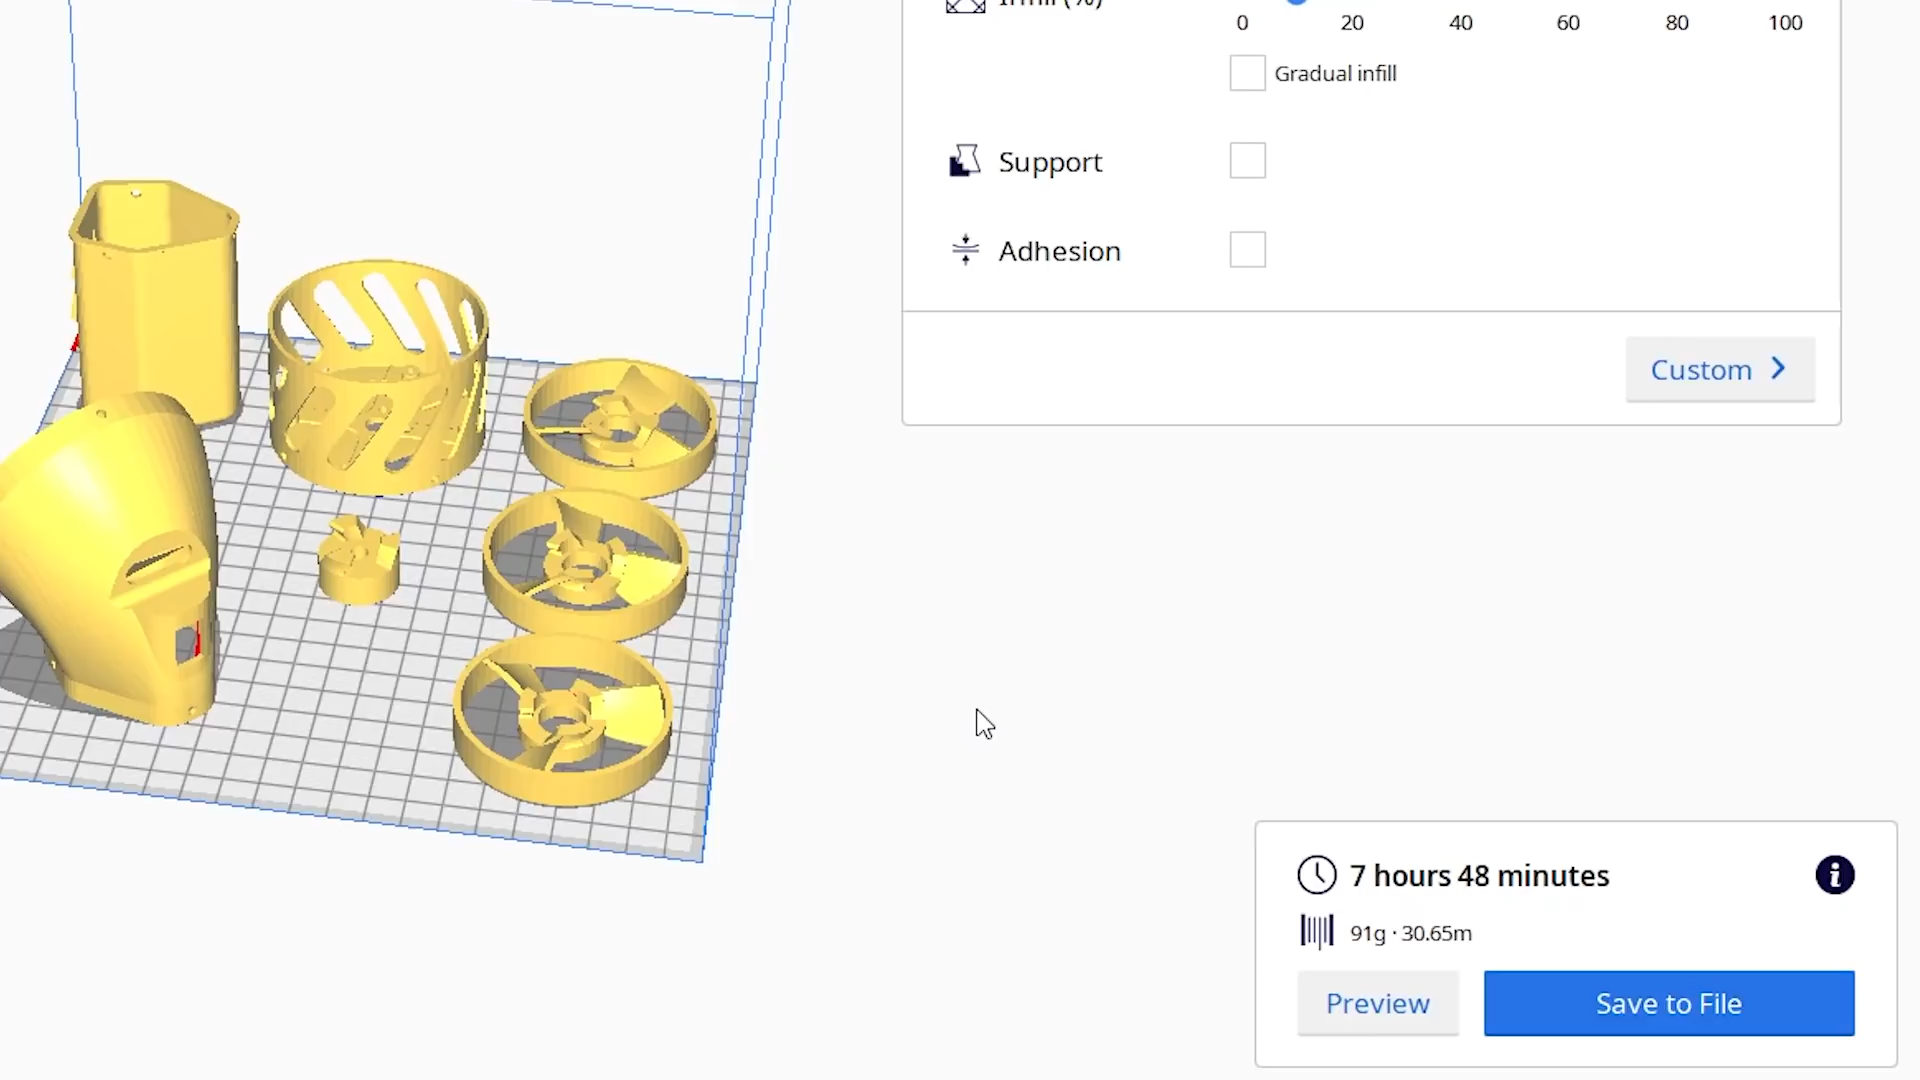 Infill (%)
0 20 40 60 80 100
Gradual infill
Support
Adhesion
Custom
7 hours 48 minutes
91g · 30.65m
Preview
Save to File